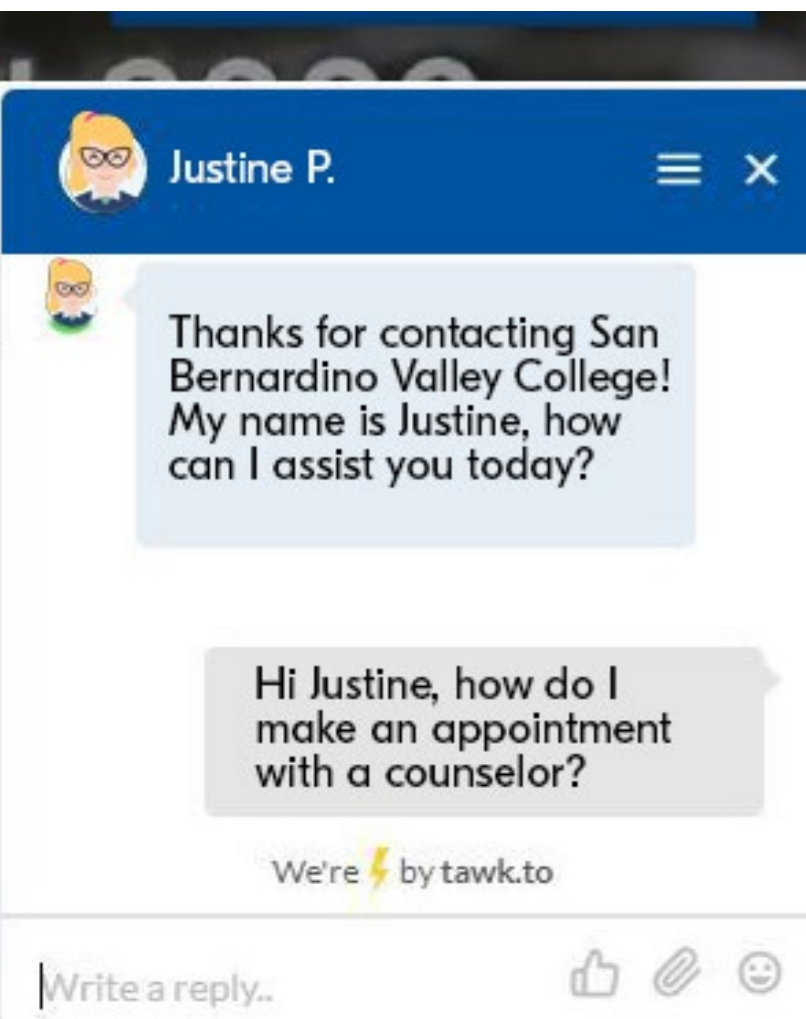 Justine P.
Thanks for contacting San
Bernardino Valley College!
My name is Justine, how
can I assist you today?
Hi Justine, how do I
make an appointment
with a counselor?
We're by tawk.to
Write a reply..